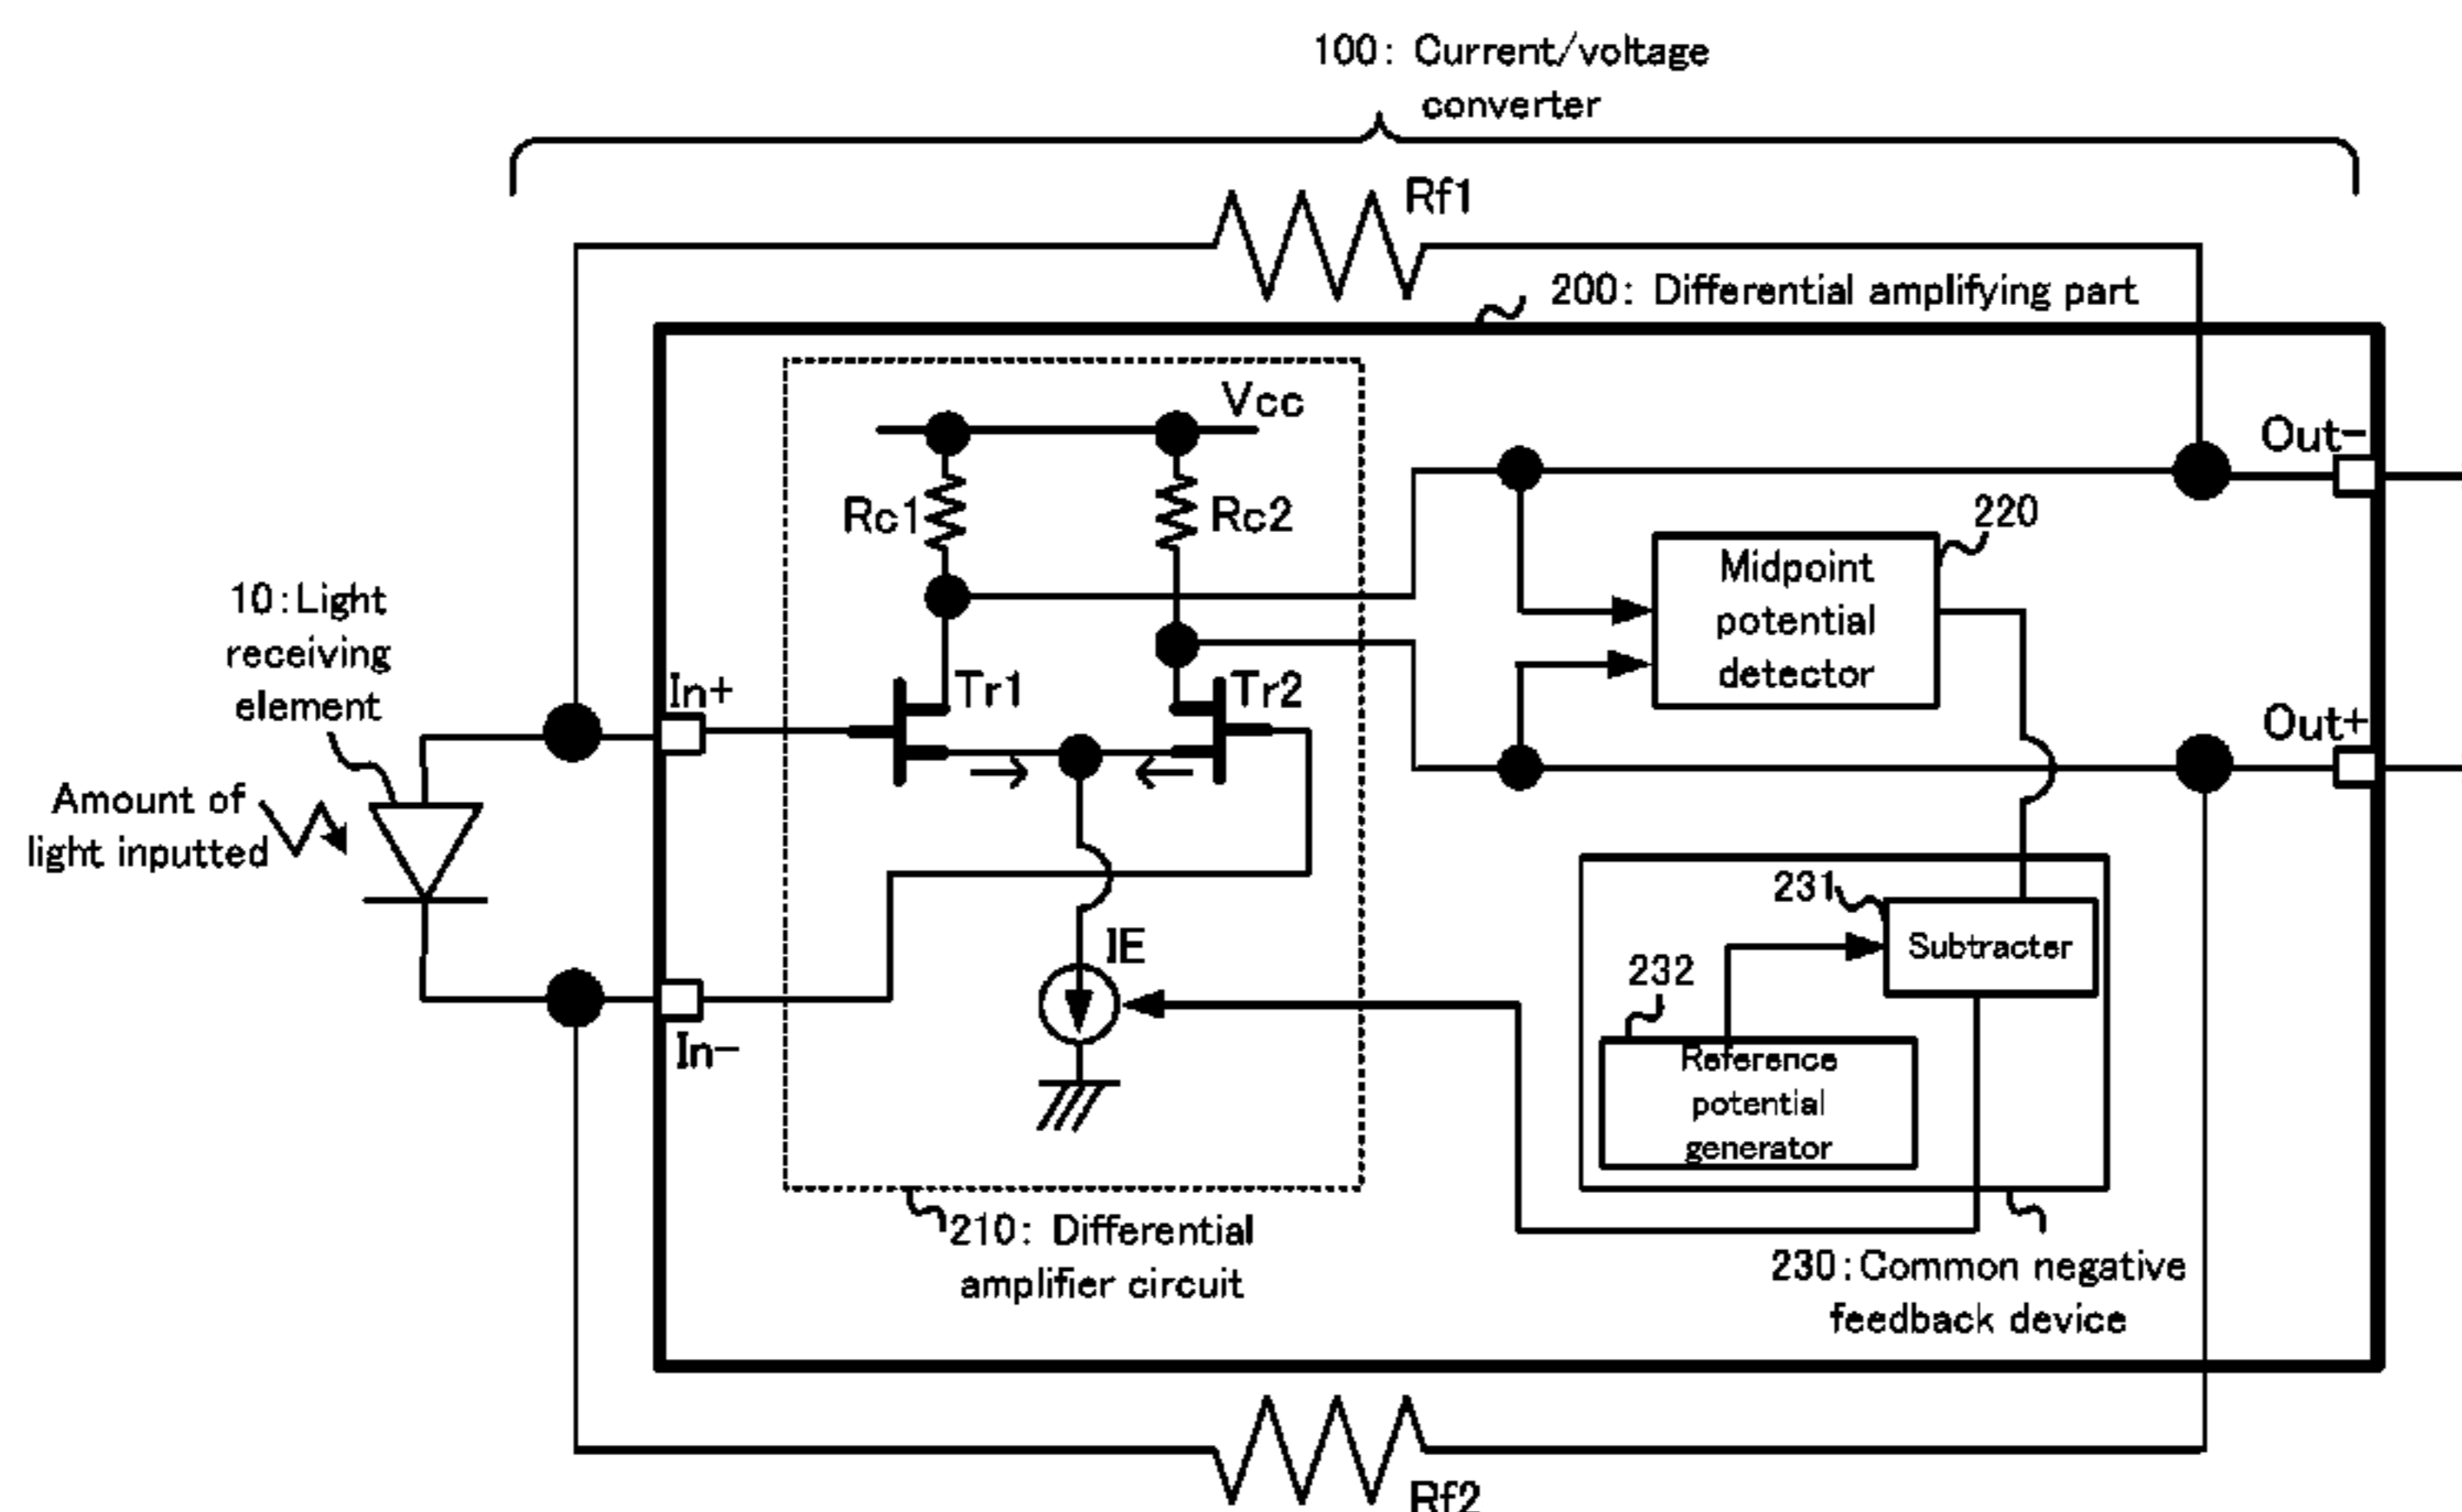 100: Current/voltage
converter
Rf1
200: Differential amplifying part
Vcc
Out-
Rc1
Rc2
220
Midpoint
potential
detector
10:Light
receiving
element
In+
Tr1
Tr2
Out+
Amount of
light inputted
231
Subtracter
IE
232
In-
Reference
potential
generator
210: Differential
amplifier circuit
230:Common negative
feedback device
Rf2